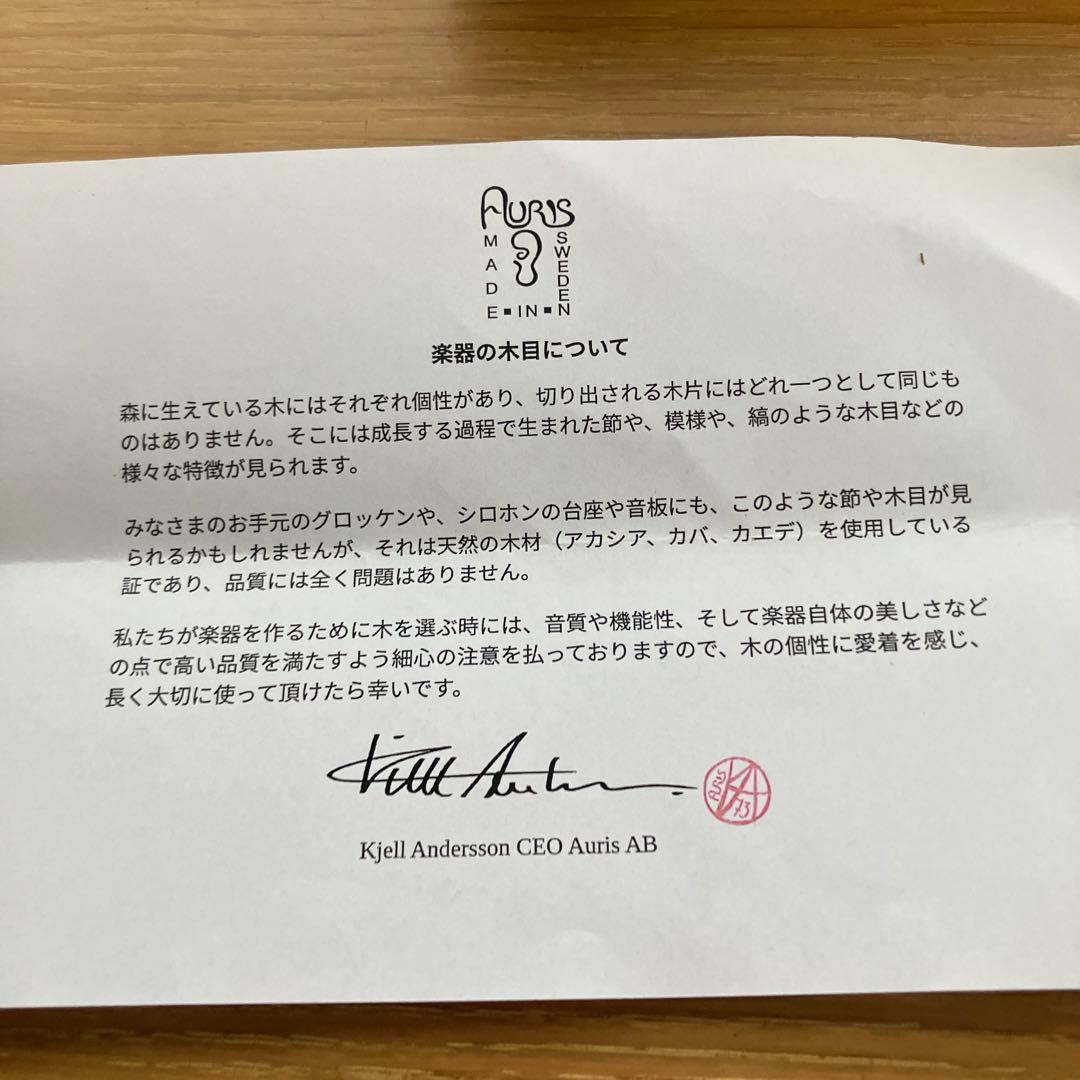 AURIS
MADE IN SWEDEN
楽器の木目について
森に生えている木にはそれぞれ個性があり、切り出される木片にはどれ一つとして同じも
のはありません。そこには成長する過程で生まれた節や、模様や、縞のような木目などの
様々な特徴が見られます。
みなさまのお手元のグロッケンや、シロホンの台座や音板にも、このような節や木目が見
られるかもしれませんが、それは天然の木材（アカシア、カバ、カエデ）を使用している
証であり、品質には全く問題はありません。
私たちが楽器を作るために木を選ぶ時には、音質や機能性、そして楽器自体の美しさなど
の点で高い品質を満たすよう細心の注意を払っておりますので、木の個性に愛着を感じ、
長く大切に使って頂けたら幸いです。
AURIS
KA
73
Kjell Andersson CEO Auris AB